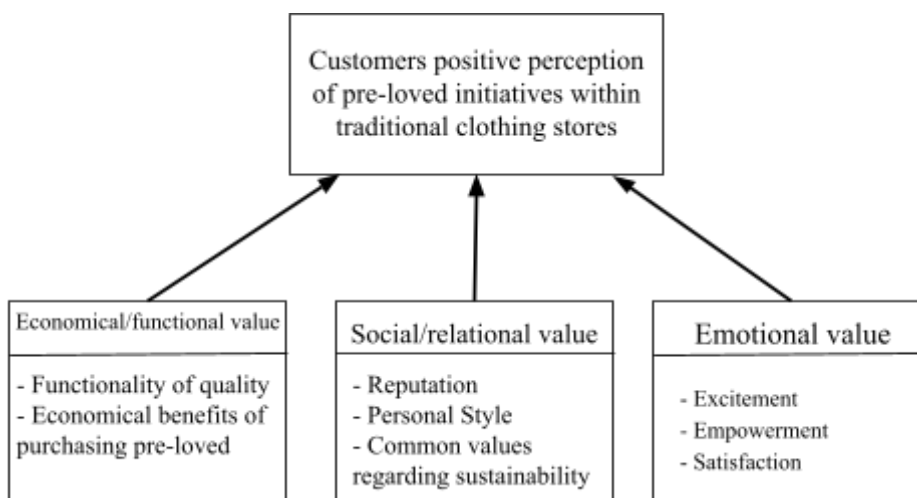 Customers positive perception
of pre-loved initiatives within
traditional clothing stores
Economical/functional value
- Functionality of quality
- Economical benefits of
purchasing pre-loved
Social/relational value
- Reputation
- Personal Style
- Common values
regarding sustainability
Emotional value
- Excitement
- Empowerment
- Satisfaction